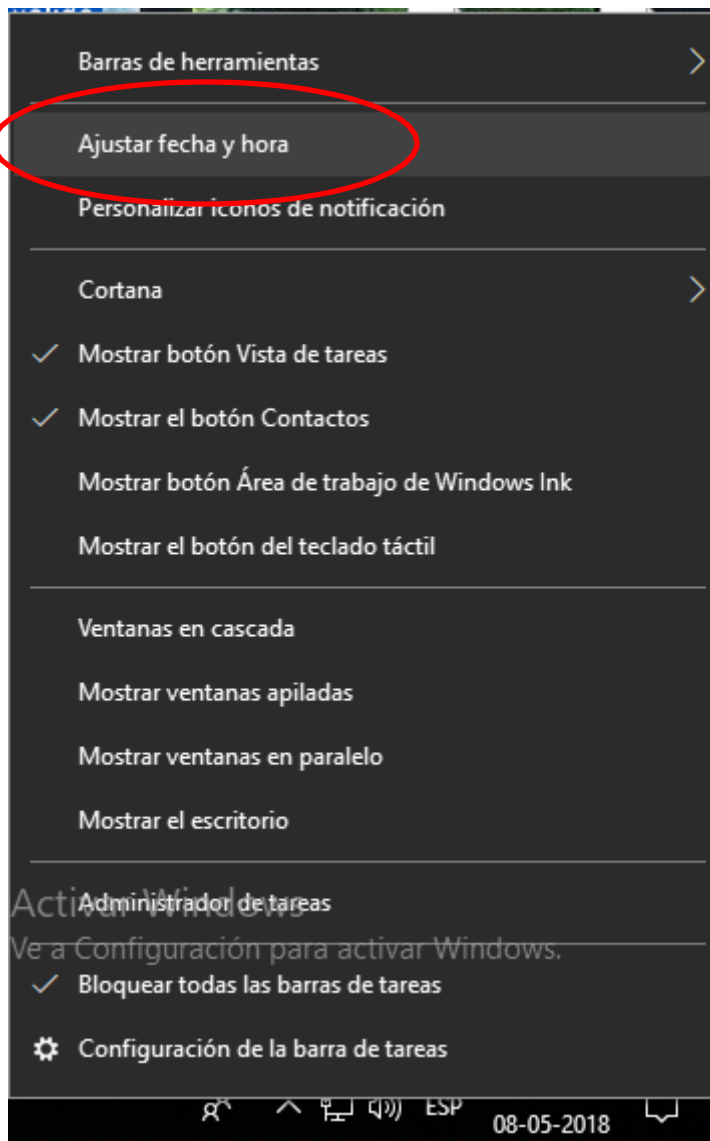 Barras de herramientas
Ajustar fecha y hora
Personalizar iconos de notificación
Cortana
Mostrar botón Vista de tareas
Mostrar el botón Contactos
Mostrar botón Área de trabajo de Windows Ink
Mostrar el botón del teclado táctil
Ventanas en cascada
Mostrar ventanas apiladas
Mostrar ventanas en paralelo
Mostrar el escritorio
Administrador de tareas
Activar Windows
Ve a Configuración para activar Windows.
Bloquear todas las barras de tareas
Configuración de la barra de tareas
ESP
08-05-2018